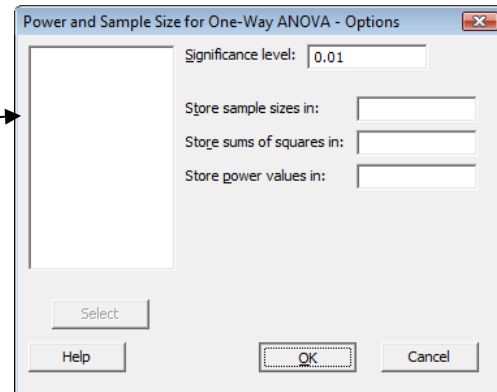 Power and Sample Size for One-Way ANOVA - Options
Significance level: 0.01
Store sample sizes in:
Store sums of squares in:
Store power values in:
Select
Help OK Cancel